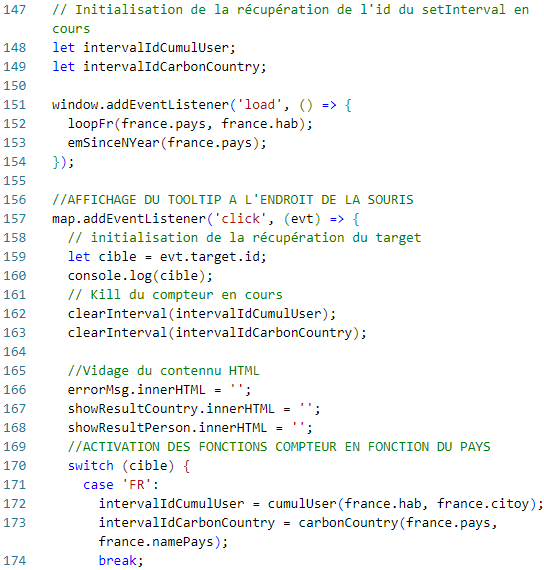 147 // Initialisation de la récupération de l'id du setInterval en
cours
148 let intervalIdCumulUser;
149 let intervalIdCarbonCountry;
150
151 window.addEventListener('load', () => {
152 loopFr(france.pays, france.hab);
153 emSinceNYear(france.pays);
154 });
155
156 //AFFICHAGE DU TOOLTIP A L'ENDROIT DE LA SOURIS
157 map.addEventListener('click', (evt) => {
158 // initialisation de la récupération du target
159 let cible = evt.target.id;
160 console.log(cible);
161 // Kill du compteur en cours
162 clearInterval(intervalIdCumulUser);
163 clearInterval(intervalIdCarbonCountry);
164
165 //Vidage du contennu HTML
166 errorMsg.innerHTML = '';
167 showResultCountry.innerHTML = '';
168 showResultPerson.innerHTML = '';
169 //ACTIVATION DES FONCTIONS COMPTEUR EN FONCTION DU PAYS
170 switch (cible) {
171 case 'FR':
172 intervalIdCumulUser = cumulUser(france.hab, france.citoy);
173 intervalIdCarbonCountry = carbonCountry(france.pays,
france.namePays);
174 break;